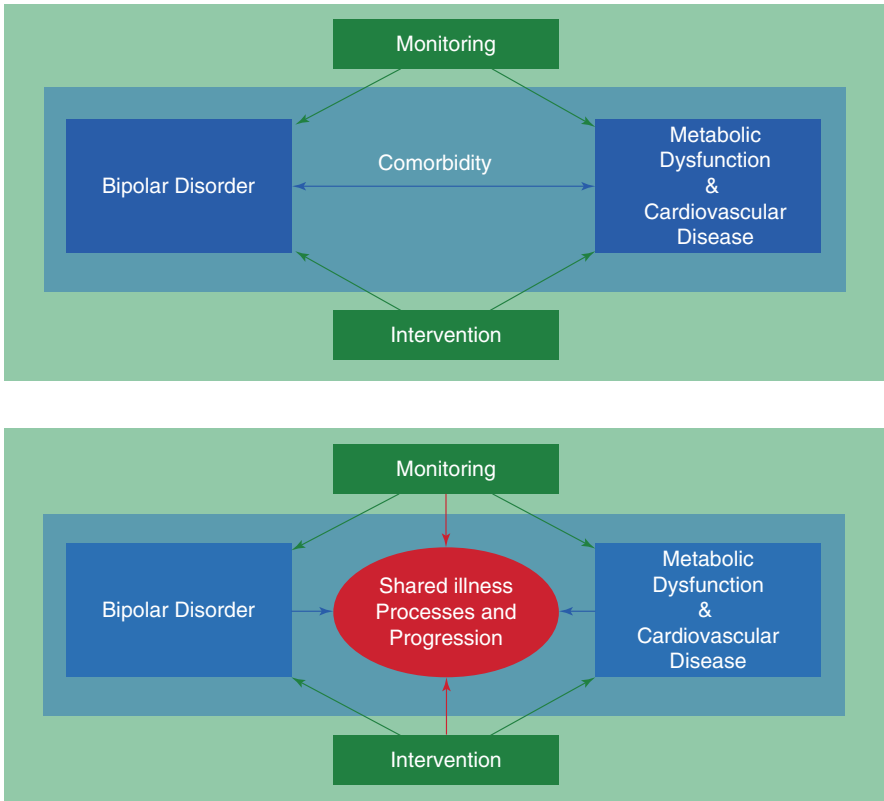 Monitoring
Bipolar Disorder
Comorbidity
Metabolic
Dysfunction
&
Cardiovascular
Disease
Intervention
Monitoring
Bipolar Disorder
Shared illness
Processes and
Progression
Metabolic
Dysfunction
&
Cardiovascular
Disease
Intervention